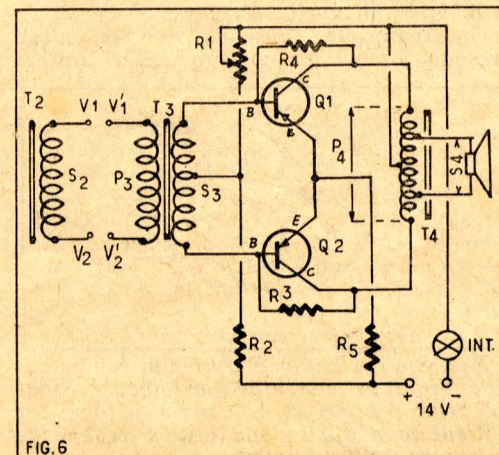 R1
R4
C
Q1
T2
V1
V'1
T3
B
E
P4
S2
P3
S3
S4
V2
V'2
E
B
Q2
C
T4
R3
R2
R5
INT.
+ 14 V -
FIG.6